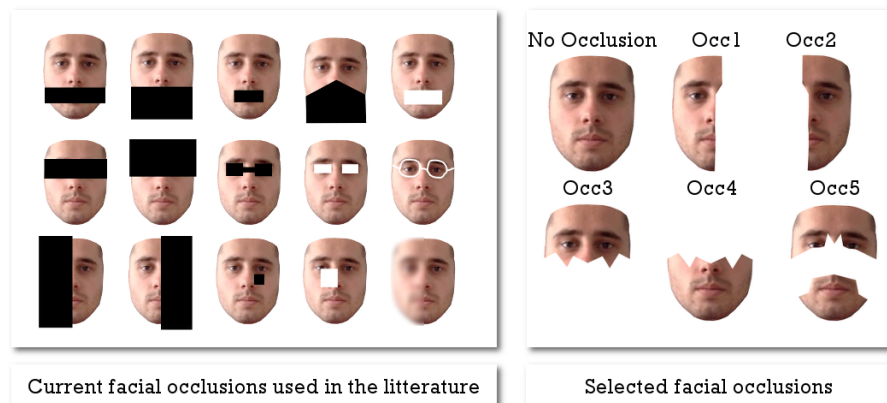 No Occlusion Occ1 Occ2
Occ3 Occ4 Occ5
Current facial occlusions used in the litterature
Selected facial occlusions